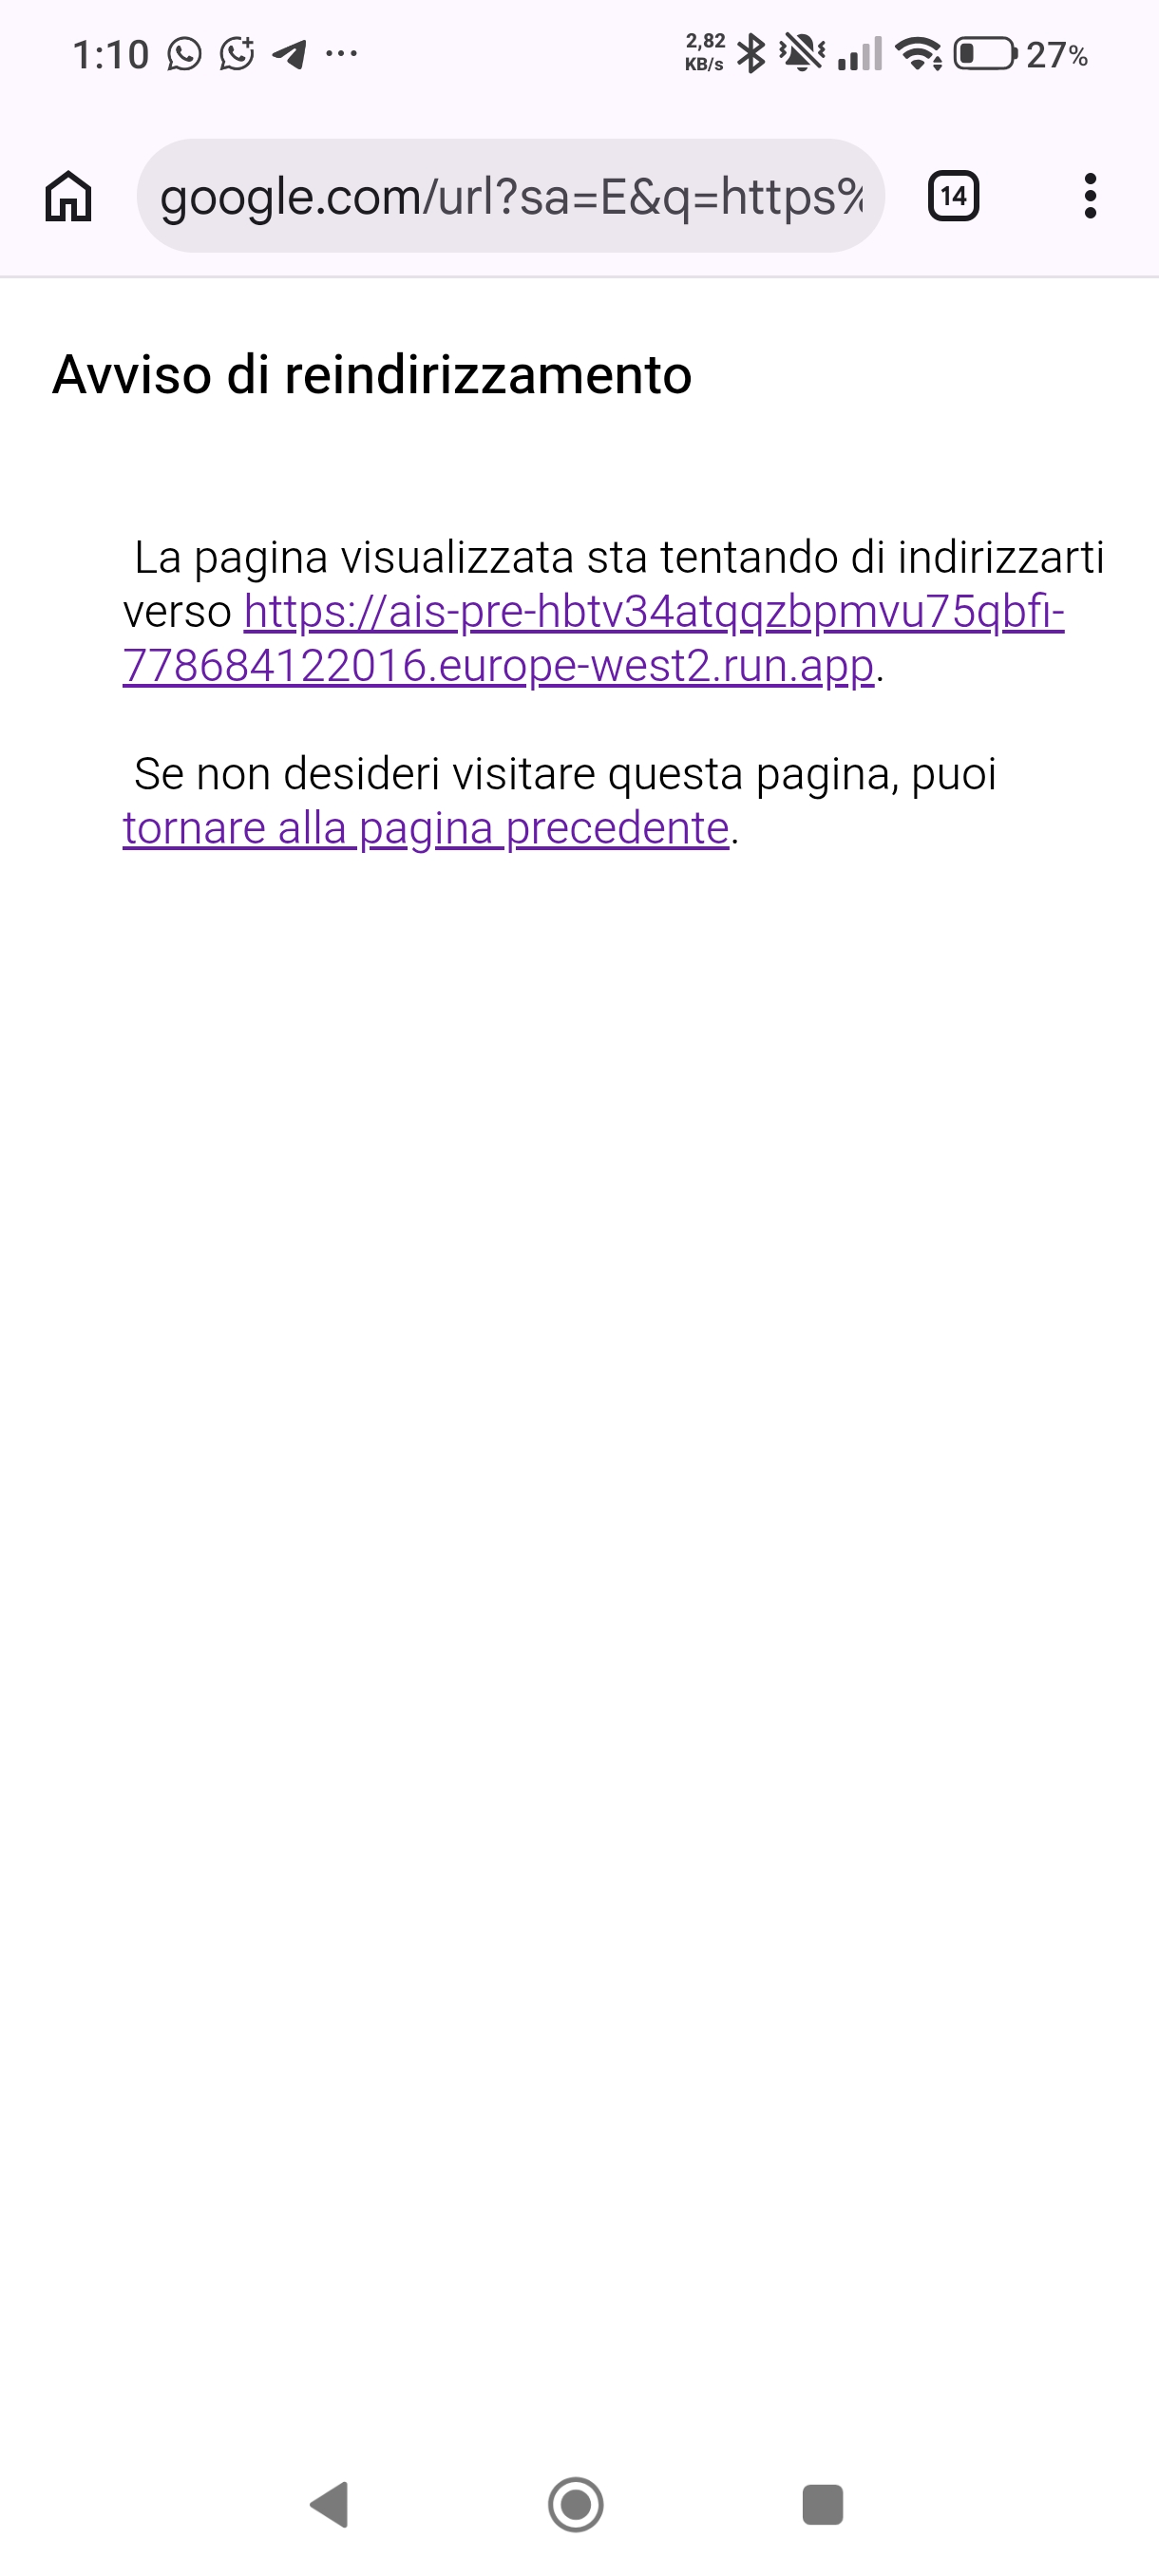 1:10
2,82
KB/s
27%
google.com/url?sa=E&q=https%
14
Avviso di reindirizzamento
La pagina visualizzata sta tentando di indirizzarti
verso https://ais-pre-hbtv34atqqzbpmvu75qbfi-
778684122016.europe-west2.run.app.
Se non desideri visitare questa pagina, puoi
tornare alla pagina precedente.